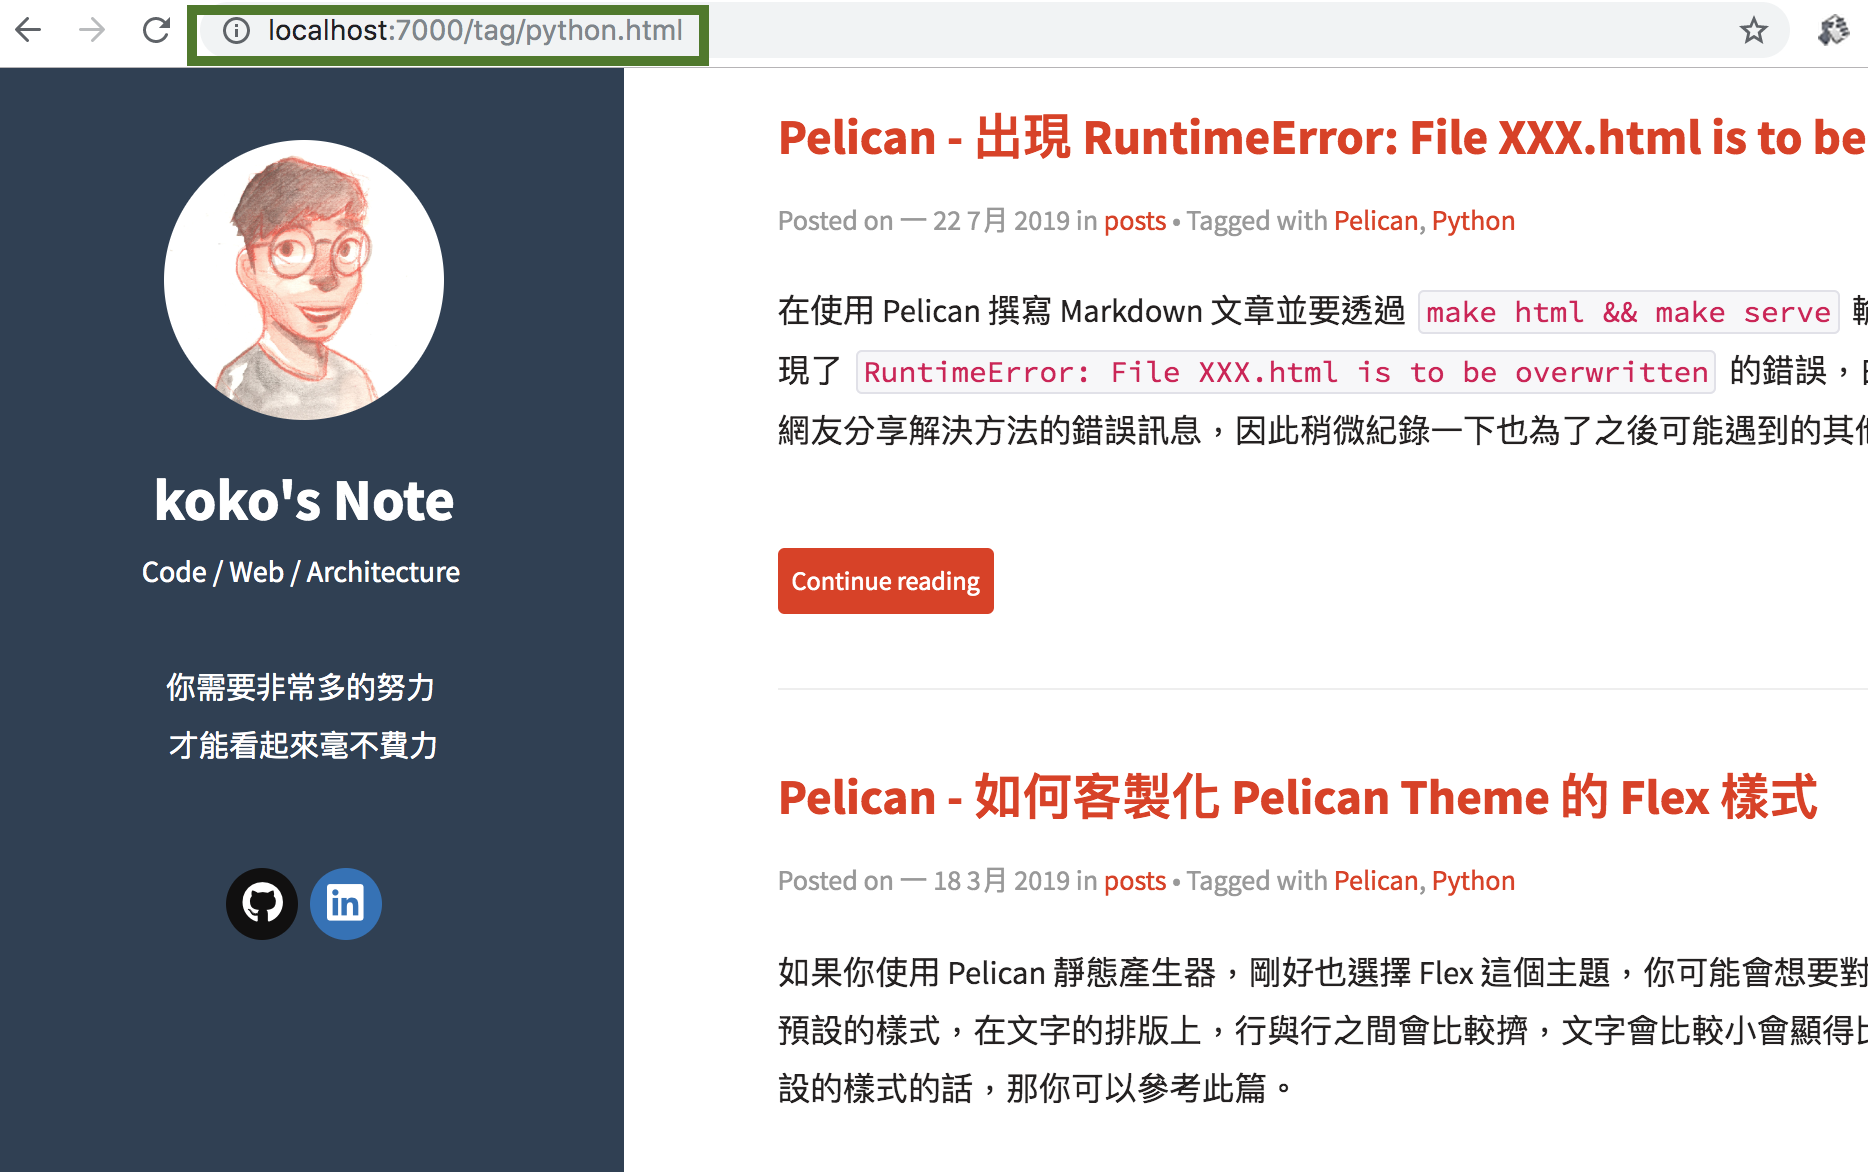 localhost:7000/tag/python.html
koko's Note
Code / Web / Architecture
你需要非常多的努力
才能看起來毫不費力
Pelican - 出現 RuntimeError: File XXX.html is to be
Posted on 一 22 7月 2019 in posts • Tagged with Pelican, Python
在使用 Pelican 撰寫 Markdown 文章並要透過 make html && make serve
現了 RuntimeError: File XXX.html is to be overwritten 的錯誤，
網友分享解決方法的錯誤訊息，因此稍微紀錄一下也為了之後可能遇到的其
Continue reading
Pelican - 如何客製化 Pelican Theme 的 Flex 樣式
Posted on 一 18 3月 2019 in posts • Tagged with Pelican, Python
如果你使用 Pelican 靜態產生器，剛好也選擇 Flex 這個主題，你可能會想要對
預設的樣式，在文字的排版上，行與行之間會比較擠，文字會比較小會顯得
設的樣式的話，那你可以參考此篇。